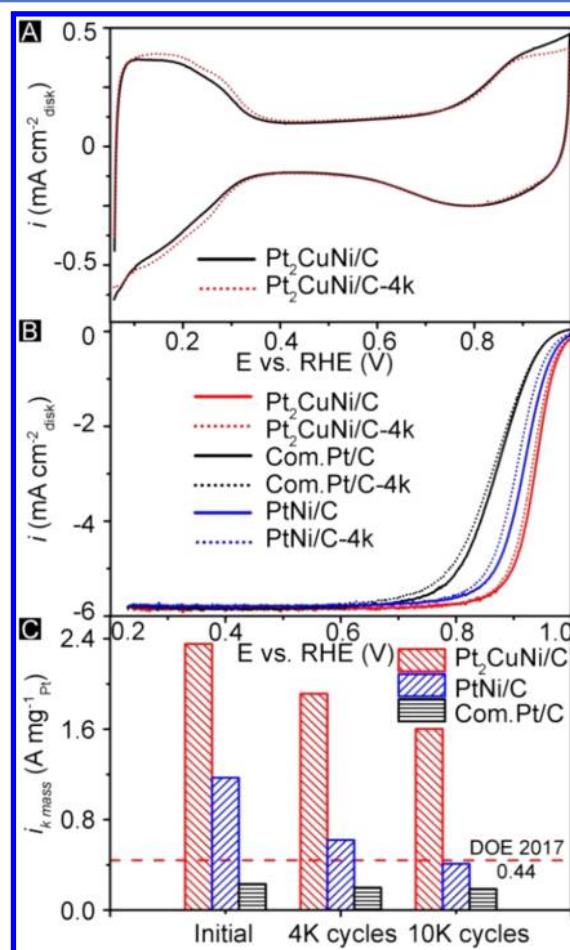 A
0.5
0
-0.5
i (mA cm⁻²disk)
Pt₂CuNi/C
Pt₂CuNi/C-4k
0.2 0.4 0.6 0.8
E vs. RHE (V)
B
0
-2
-4
-6
i (mA cm⁻²disk)
Pt₂CuNi/C
Pt₂CuNi/C-4k
Com.Pt/C
Com.Pt/C-4k
PtNi/C
PtNi/C-4k
0.2 0.4 0.6 0.8 1.0
E vs. RHE (V)
C
2.4
1.6
0.8
0.0
i k mass (A mg⁻¹Pt)
Pt₂CuNi/C
PtNi/C
Com.Pt/C
DOE 2017
0.44
Initial 4K cycles 10K cycles